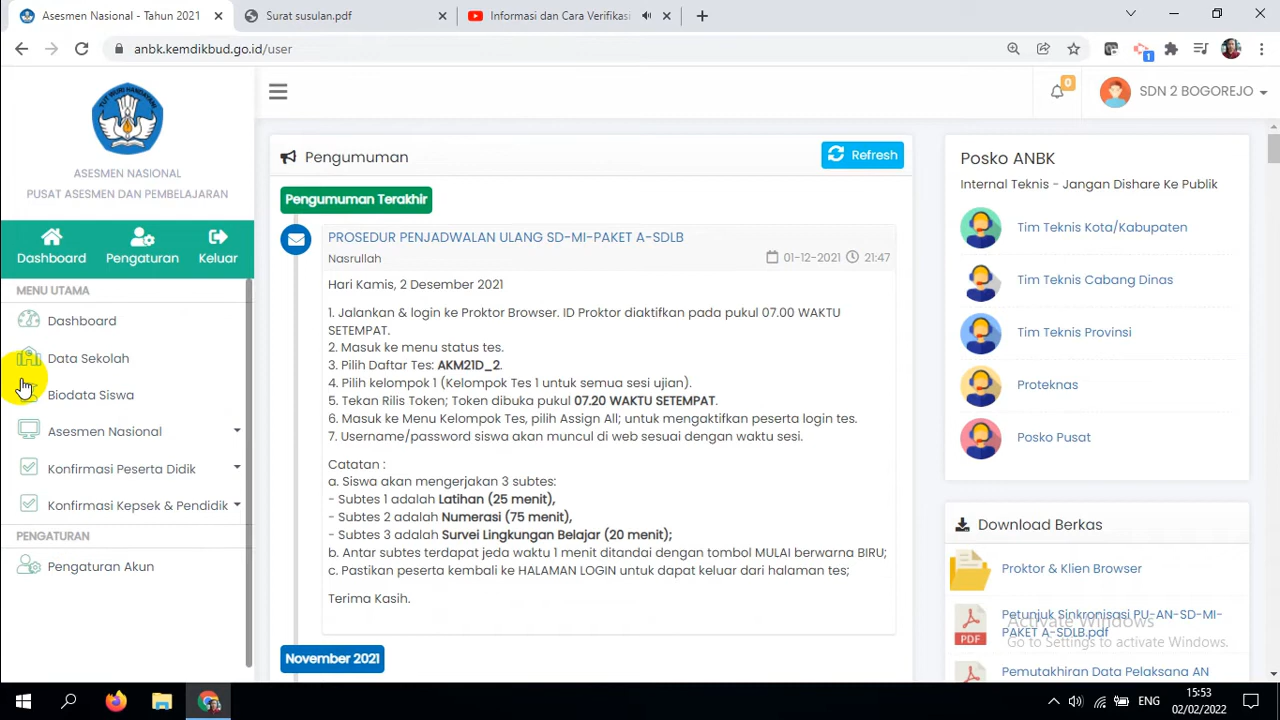 Asesmen Nasional - Tahun 2021
Surat susulan.pdf
Informasi dan Cara Verifikasi
anbk.kemdikbud.go.id/user
1
TUT WURI HANDAYANI
ASESMEN NASIONAL
PUSAT ASESMEN DAN PEMBELAJARAN
Dashboard
Pengaturan
Keluar
MENU UTAMA
Dashboard
Data Sekolah
Biodata Siswa
Asesmen Nasional
Konfirmasi Peserta Didik
Konfirmasi Kepsek & Pendidik
PENGATURAN
Pengaturan Akun
0
SDN 2 BOGOREJO
Pengumuman
Refresh
Pengumuman Terakhir
PROSEDUR PENJADWALAN ULANG SD-MI-PAKET A-SDLB
Nasrullah
01-12-2021 21:47
Hari Kamis, 2 Desember 2021
1. Jalankan & login ke Proktor Browser. ID Proktor diaktifkan pada pukul 07.00 WAKTU
SETEMPAT.
2. Masuk ke menu status tes.
3. Pilih Daftar Tes: AKM21D_2.
4. Pilih kelompok 1 (Kelompok Tes 1 untuk semua sesi ujian).
5. Tekan Rilis Token; Token dibuka pukul 07.20 WAKTU SETEMPAT.
6. Masuk ke Menu Kelompok Tes, pilih Assign All; untuk mengaktifkan peserta login tes.
7. Username/password siswa akan muncul di web sesuai dengan waktu sesi.
Catatan :
a. Siswa akan mengerjakan 3 subtes:
- Subtes 1 adalah Latihan (25 menit),
- Subtes 2 adalah Numerasi (75 menit),
- Subtes 3 adalah Survei Lingkungan Belajar (20 menit);
b. Antar subtes terdapat jeda waktu 1 menit ditandai dengan tombol MULAI berwarna BIRU;
c. Pastikan peserta kembali ke HALAMAN LOGIN untuk dapat keluar dari halaman tes;
Terima Kasih.
November 2021
Posko ANBK
Internal Teknis - Jangan Dishare Ke Publik
Tim Teknis Kota/Kabupaten
Tim Teknis Cabang Dinas
Tim Teknis Provinsi
Proteknas
Posko Pusat
Download Berkas
Proktor & Klien Browser
PDF
Petunjuk Sinkronisasi PU-AN-SD-MI-
PAKET A-SDLB.pdf
Pemutakhiran Data Pelaksana AN
Activate Windows
Go to Settings to activate Windows.
ENG
15:53
02/02/2022